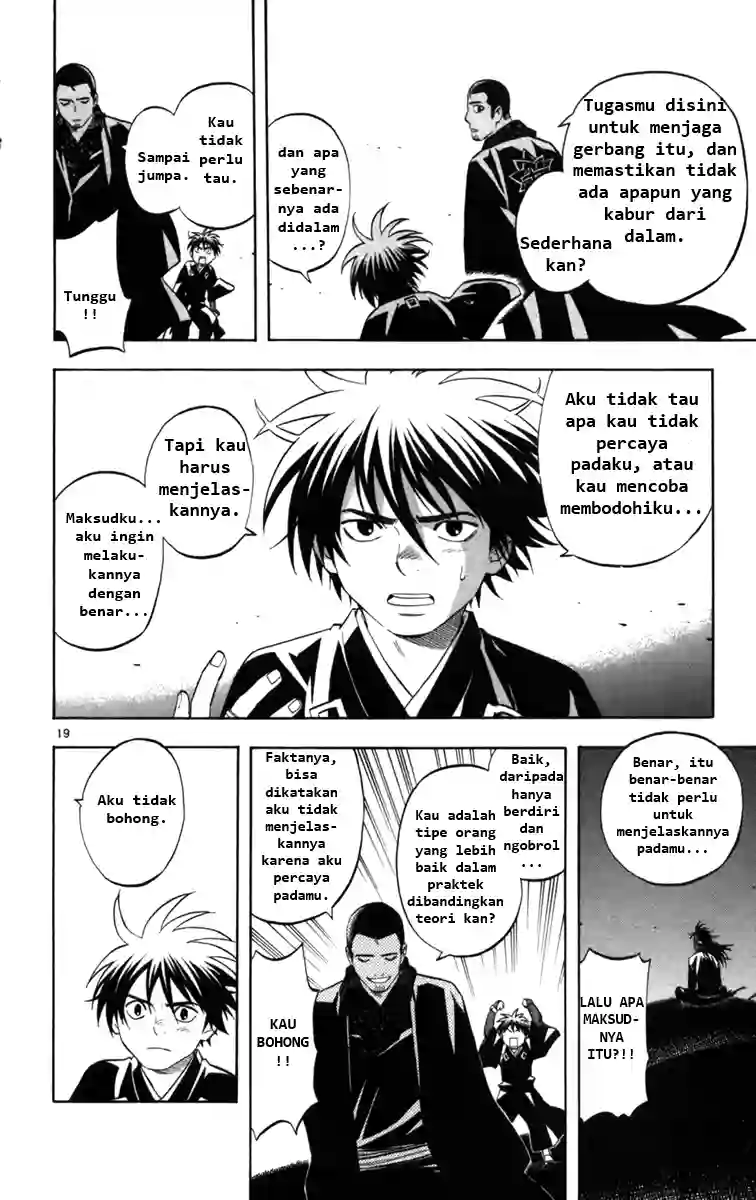 Tugasmu disini
untuk menjaga
gerbang itu, dan
memastikan tidak
ada apapun yang
kabur dari
dalam.
Sederhana
kan?
dan apa
yang
sebenar-
nya ada
didalam
...?
Kau
tidak
perlu
tau.
Sampai
jumpa.
Tunggu
!!
Aku tidak tau
apa kau tidak
percaya
padaku, atau
kau mencoba
membodohiku...
Tapi kau
harus
menjelas-
kannya.
Maksudku...
aku ingin
melaku-
kannya
dengan
benar...
19
Benar, itu
benar-benar
tidak perlu
untuk
menjelaskannya
padamu...
LALU APA
MAKSUD-
NYA
ITU?!!
Baik,
daripada
hanya
berdiri
dan
ngobrol
...
Kau adalah
tipe orang
yang lebih
baik dalam
praktek
dibandingkan
teori kan?
Faktanya,
bisa
dikatakan
aku tidak
menjelas-
kannya
karena aku
percaya
padamu.
KAU
BOHONG
!!
Aku tidak
bohong.